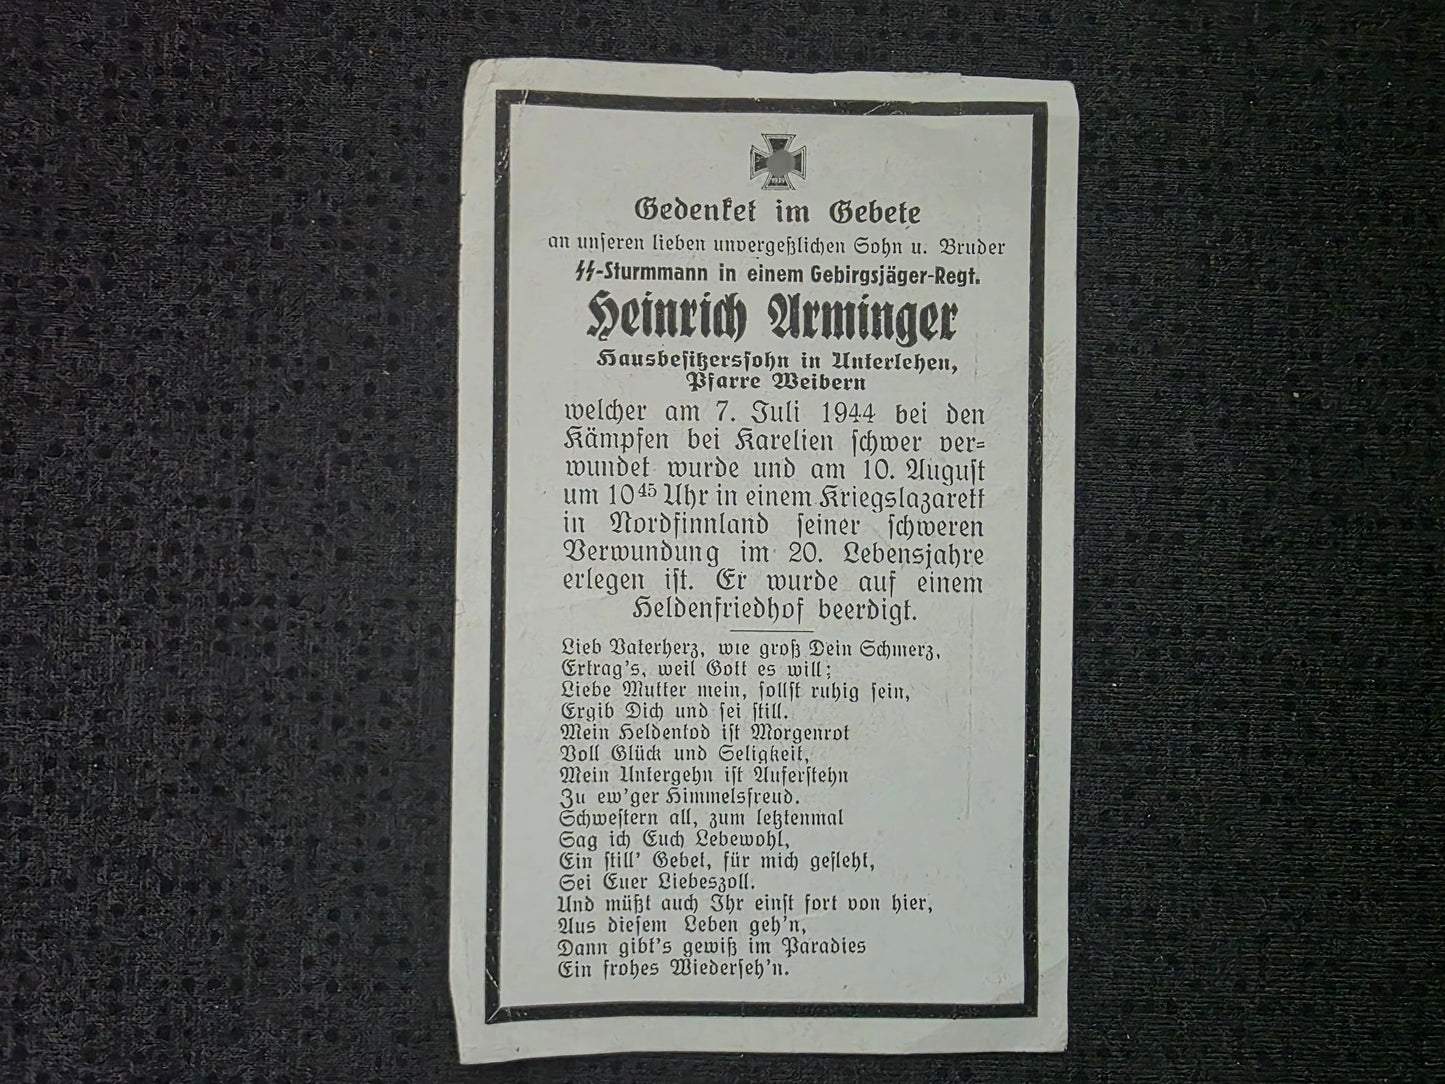 Gedenket im Gebete
an unseren lieben unvergeßlichen Sohn u. Bruder
ᛋᛋ-Sturmmann in einem Gebirgsjäger-Regt.
Heinrich Arminger
Hausbesitzerssohn in Unterlehen,
Pfarre Weibern
welcher am 7. Juli 1944 bei den
Kämpfen bei Karelien schwer ver=
wundet wurde und am 10. August
um 10⁴⁵ Uhr in einem Kriegslazarett
in Nordfinnland seiner schweren
Verwundung im 20. Lebensjahre
erlegen ist. Er wurde auf einem
Heldenfriedhof beerdigt.
Lieb Vaterherz, wie groß Dein Schmerz,
Ertrag's, weil Gott es will;
Liebe Mutter mein, sollst ruhig sein,
Ergib Dich und sei still.
Mein Heldentod ist Morgenrot
Voll Glück und Seligkeit,
Mein Untergehn ist Auferstehn
Zu ew'ger Himmelsfreud.
Schwestern all, zum letztenmal
Sag ich Euch Lebewohl,
Ein still' Gebet, für mich gefleht,
Sei Euer Liebeszoll.
Und müßt auch Ihr einst fort von hier,
Aus diesem Leben geh'n,
Dann gibt's gewiß im Paradies
Ein frohes Wiederseh'n.